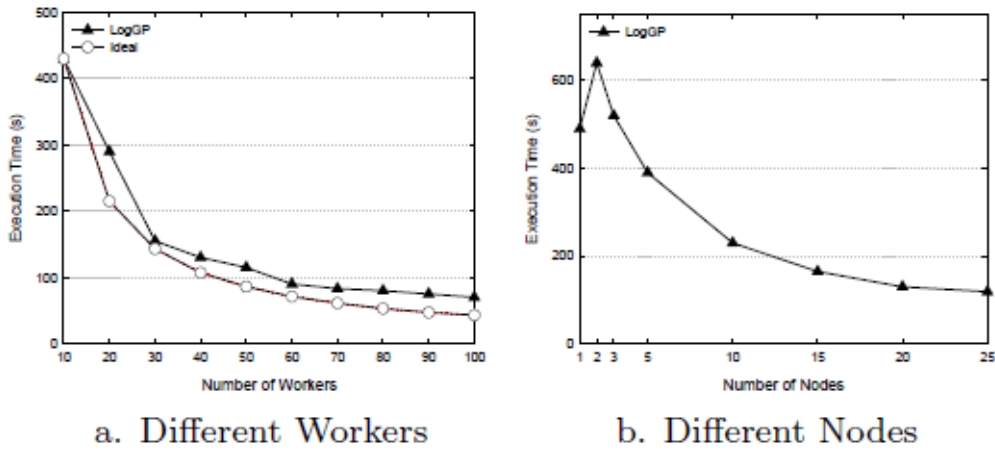 500
400
300
200
100
0
Execution Time (s)
LogGP
Ideal
10 20 30 40 50 60 70 80 90 100
Number of Workers
a. Different Workers
600
400
200
0
Execution Time (s)
LogGP
1 2 3 5 10 15 20 25
Number of Nodes
b. Different Nodes